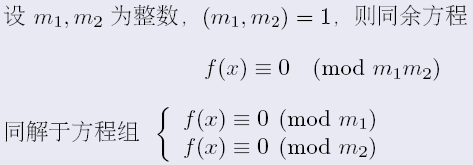 设 m₁, m₂ 为整数, (m₁, m₂) = 1, 则同余方程
f(x) ≡ 0 (mod m₁m₂)
同解于方程组 { f(x) ≡ 0 (mod m₁)
f(x) ≡ 0 (mod m₂)